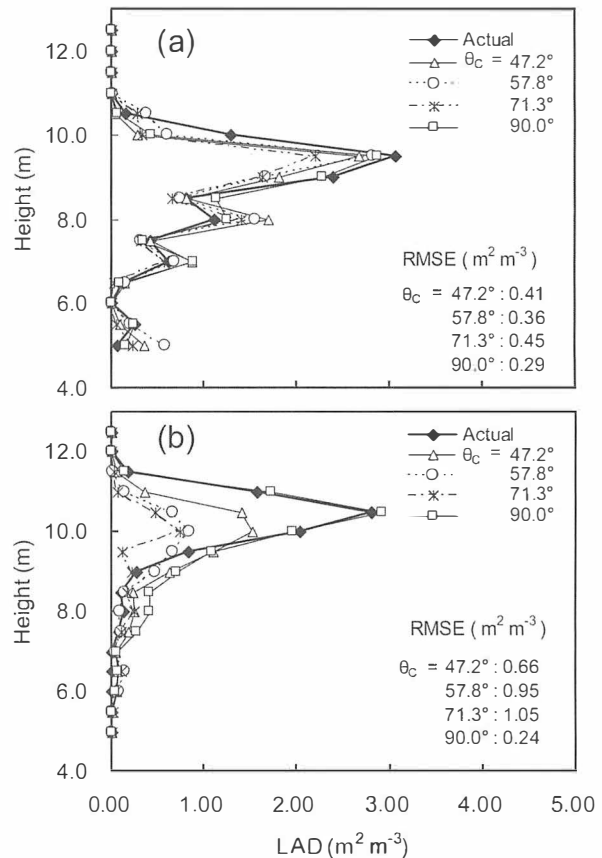 (a)
Actual
θC = 47.2°
57.8°
71.3°
90.0°
Height (m)
12.0
10.0
8.0
6.0
4.0
RMSE ( m² m⁻³)
θC = 47.2° : 0.41
57.8° : 0.36
71.3° : 0.45
90.0° : 0.29
(b)
Actual
θC = 47.2°
57.8°
71.3°
90.0°
Height (m)
12.0
10.0
8.0
6.0
4.0
RMSE ( m² m⁻³)
θC = 47.2° : 0.66
57.8° : 0.95
71.3° : 1.05
90.0° : 0.24
0.00 1.00 2.00 3.00 4.00 5.00
LAD (m² m⁻³)